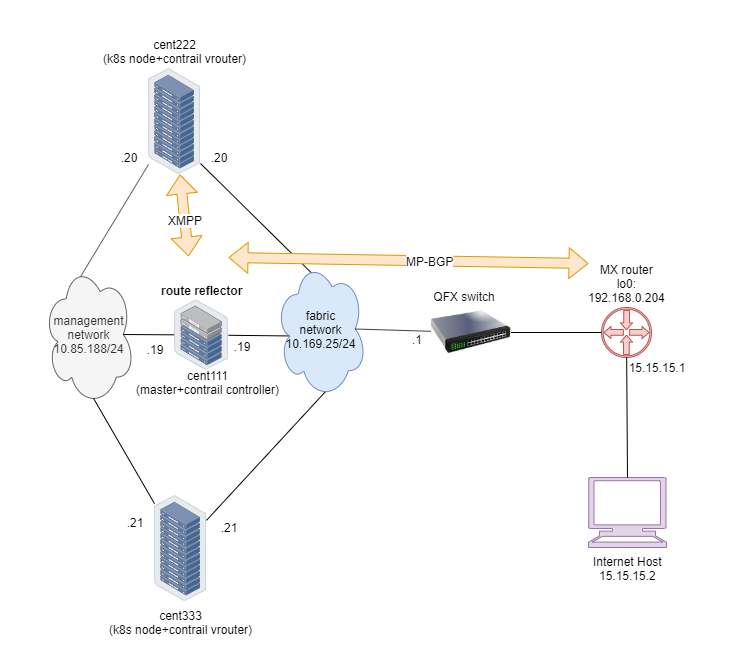 cent222
(k8s node+contrail vrouter)
.20
.20
XMPP
MP-BGP
MX router
lo0:
192.168.0.204
route reflector
QFX switch
management
network
10.85.188/24
.19
.19
fabric
network
10.169.25/24
.1
cent111
(master+contrail controller)
15.15.15.1
.21
.21
Internet Host
15.15.15.2
cent333
(k8s node+contrail vrouter)